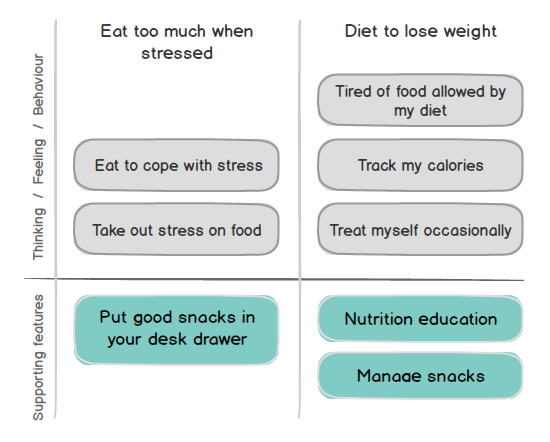 Eat too much when
stressed
Diet to lose weight
Thinking / Feeling / Behaviour
Eat to cope with stress
Take out stress on food
Tired of food allowed by
my diet
Track my calories
Treat myself occasionally
Supporting features
Put good snacks in
your desk drawer
Nutrition education
Manage snacks